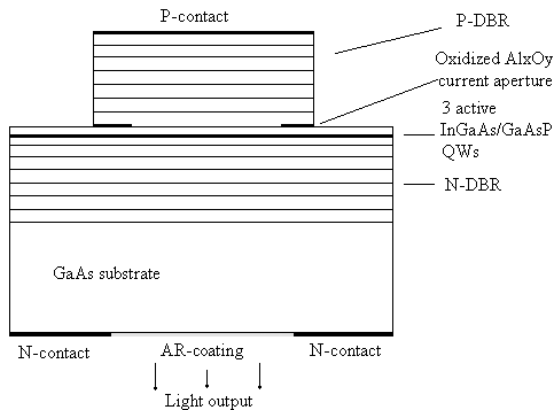 P-contact
P-DBR
Oxidized AlxOy
current aperture
3 active
InGaAs/GaAsP
QWs
N-DBR
GaAs substrate
N-contact
AR-coating
N-contact
Light output